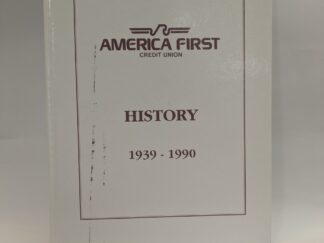 AMERICA FIRST
CREDIT UNION
HISTORY
1939 - 1990